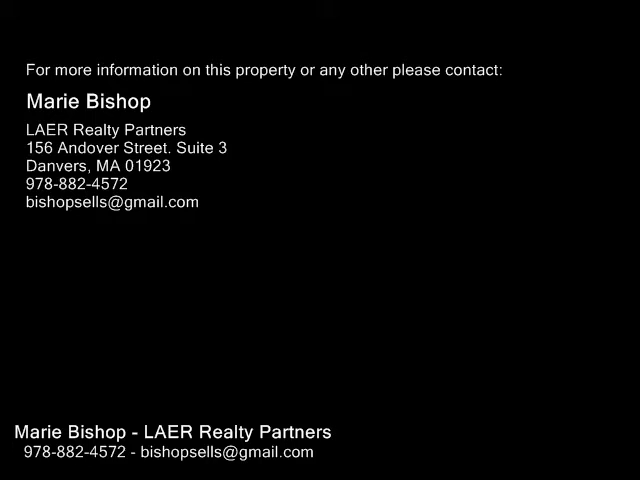 For more information on this property or any other please contact:
Marie Bishop
LAER Realty Partners
156 Andover Street. Suite 3
Danvers, MA 01923
978-882-4572
bishopsells@gmail.com
Marie Bishop - LAER Realty Partners
978-882-4572 - bishopsells@gmail.com